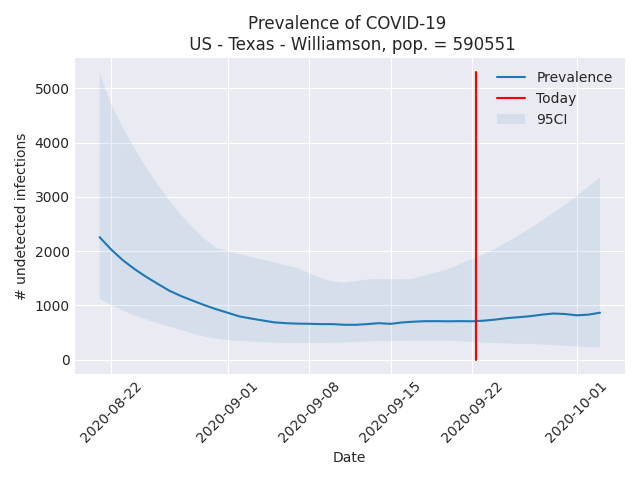 Prevalence of COVID-19
US - Texas - Williamson, pop. = 590551
Prevalence
Today
95CI
# undetected infections
5000
4000
3000
2000
1000
0
2020-08-22
2020-09-01
2020-09-08
2020-09-15
2020-09-22
2020-10-01
Date